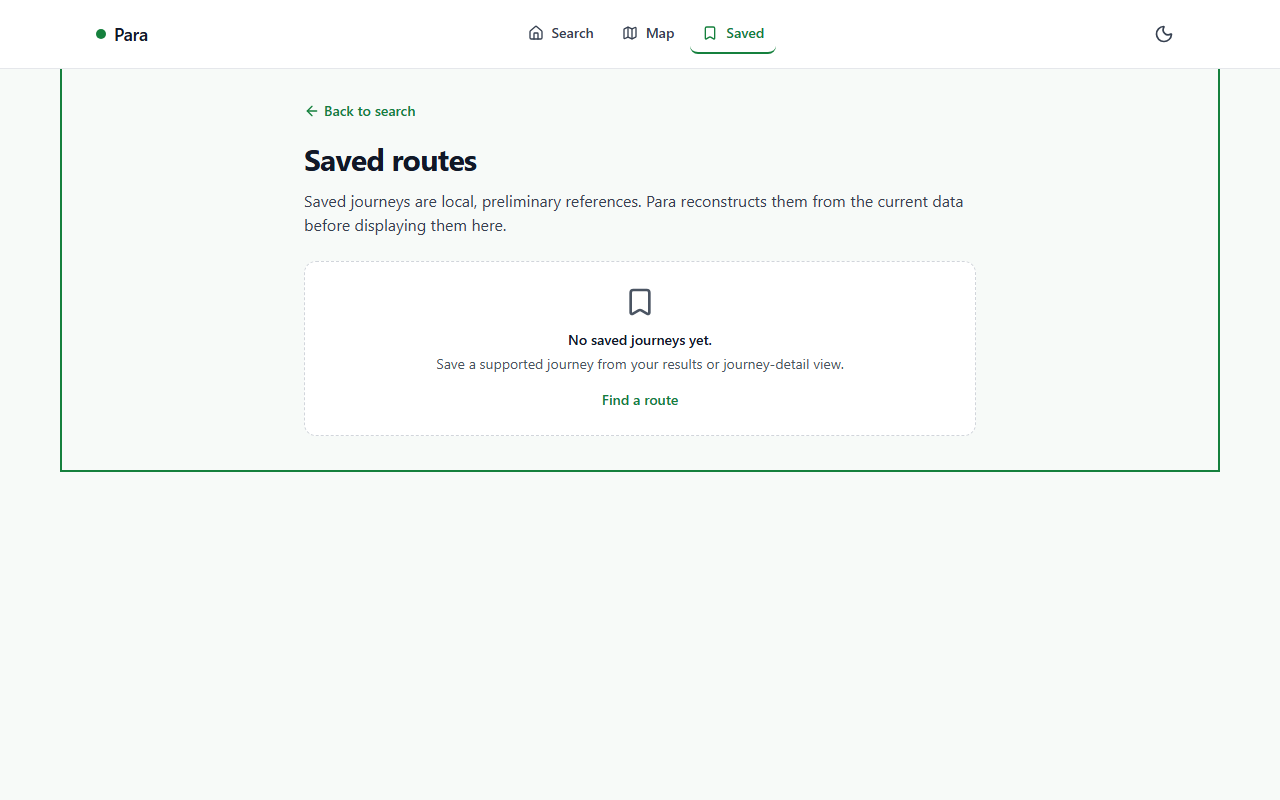 Para
Search
Map
Saved
Back to search
Saved routes
Saved journeys are local, preliminary references. Para reconstructs them from the current data
before displaying them here.
No saved journeys yet.
Save a supported journey from your results or journey-detail view.
Find a route